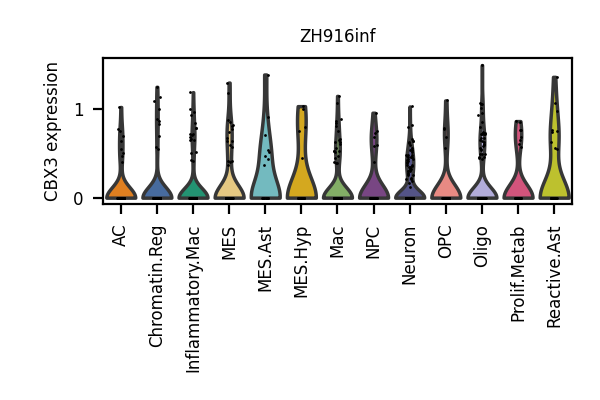 ZH916inf
CBX3 expression
1
0
AC
Chromatin.Reg
Inflammatory.Mac
MES
MES.Ast
MES.Hyp
Mac
NPC
Neuron
OPC
Oligo
Prolif.Metab
Reactive.Ast